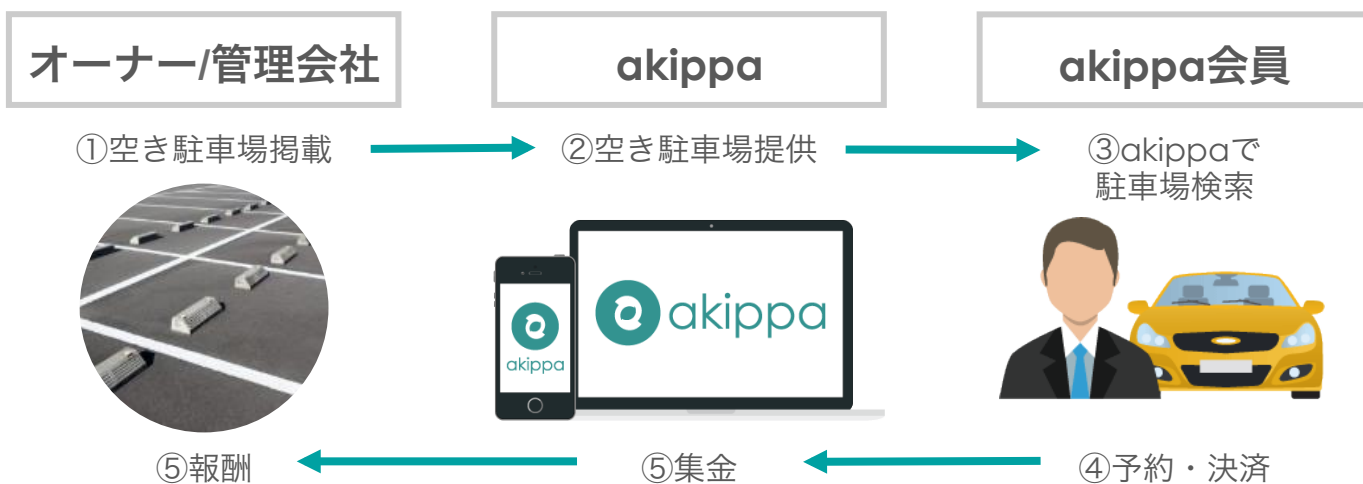 オーナー/管理会社
akippa
akippa会員
①空き駐車場掲載
②空き駐車場提供
③akippaで
駐車場検索
akippa
akippa
⑤報酬
⑤集金
④予約・決済